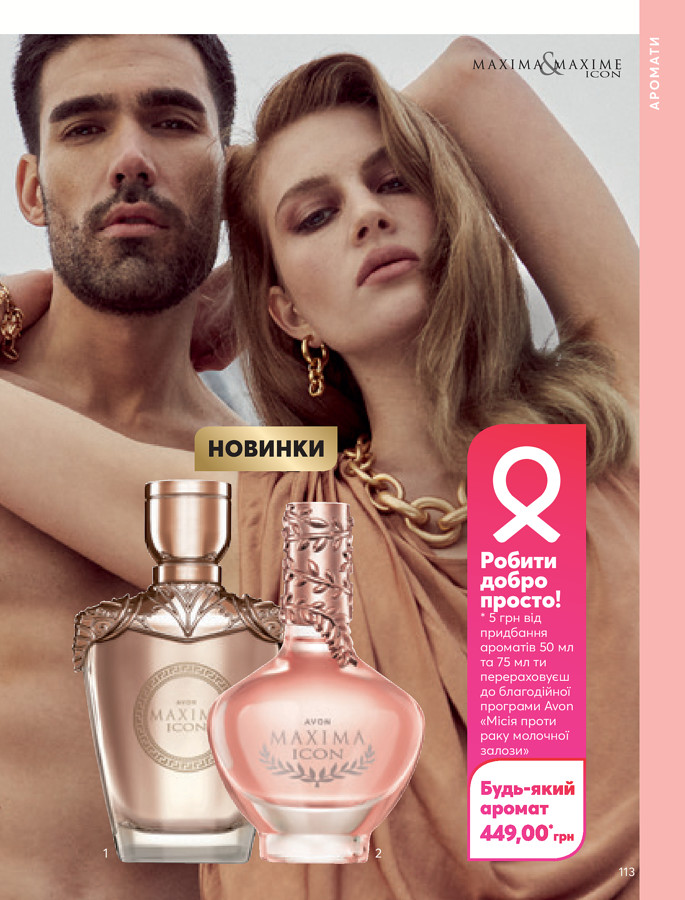 MAXIMA&MAXIME
ICON
АРОМАТИ
НОВИНКИ
Робити
добро
просто!
* 5 грн від
придбання
ароматів 50 мл
та 75 мл ти
перераховуєш
до благодійної
програми Avon
«Місія проти
раку молочної
залози»
Будь-який
аромат
449,00* грн
AVON
MAXIM
ICON
AVON
MAXIMA
ICON
1
2
113